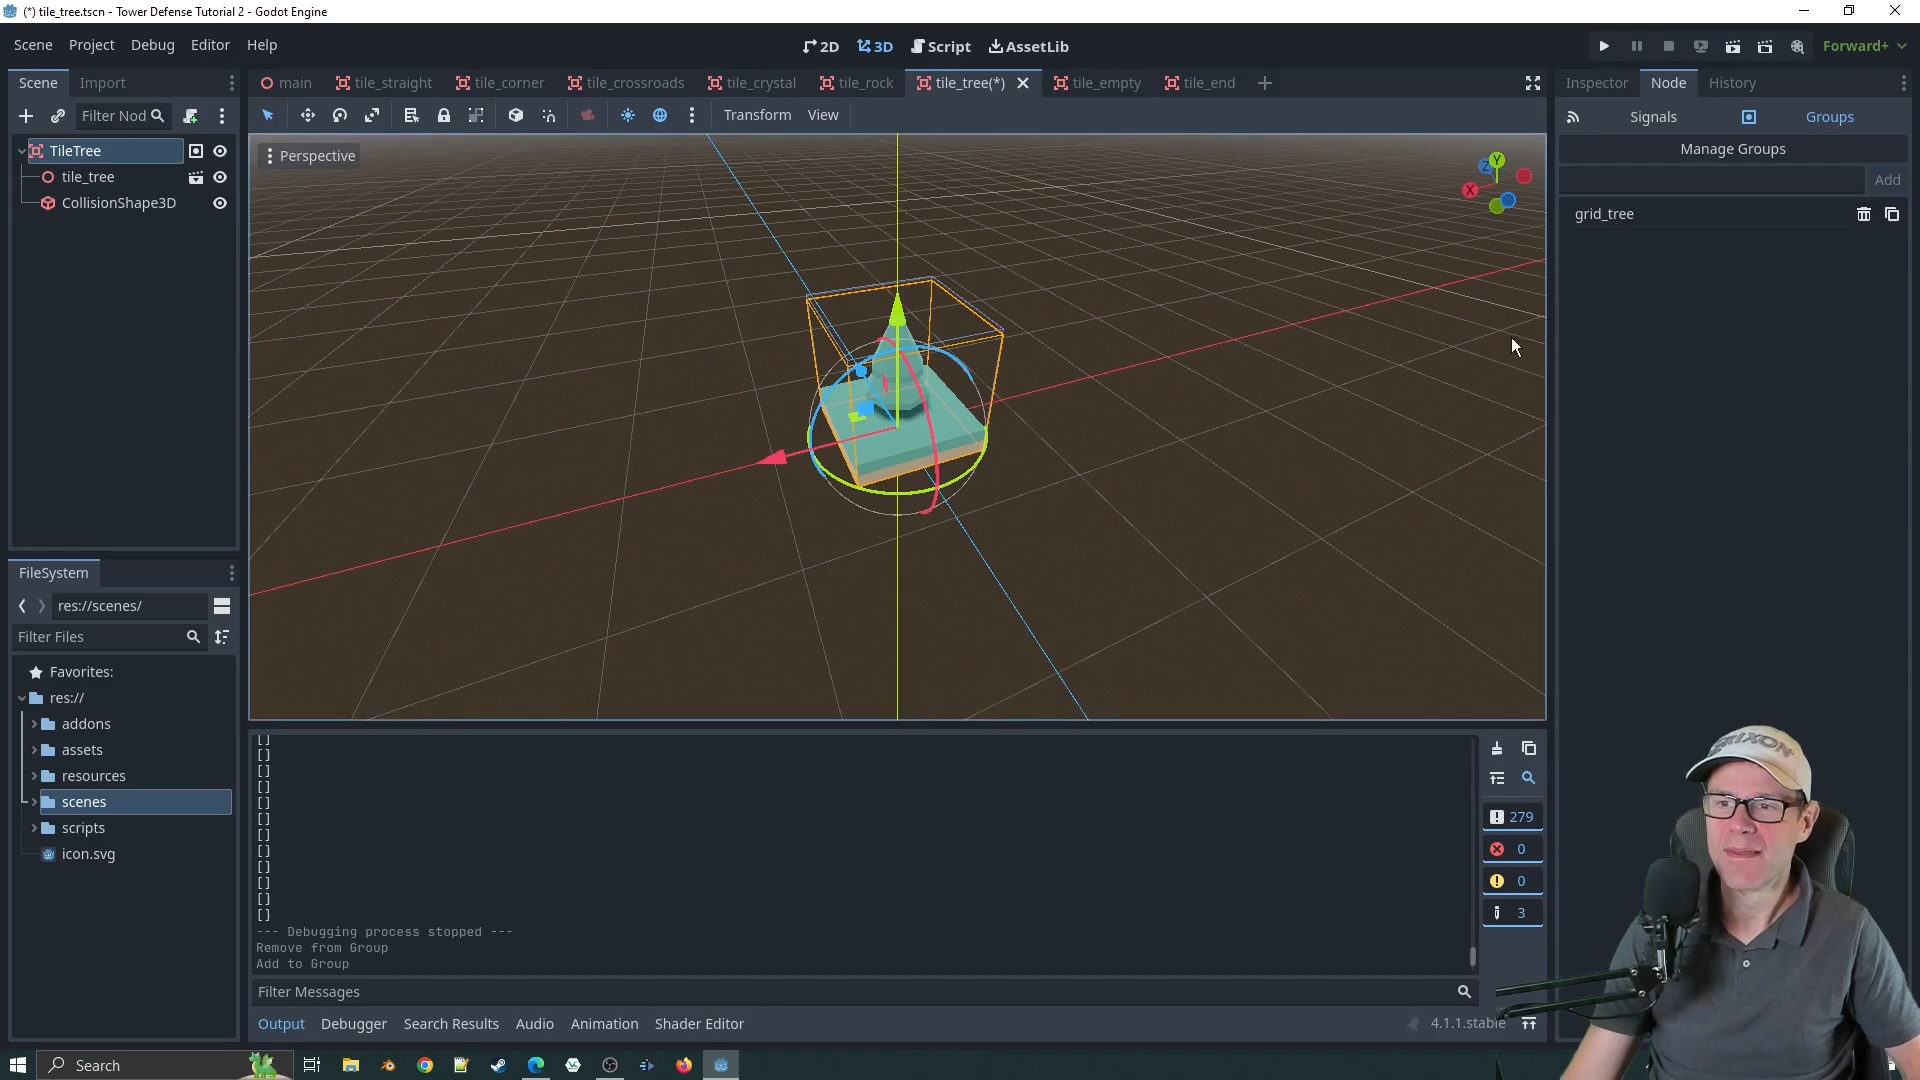 (*) tile_tree.tscn - Tower Defense Tutorial 2 - Godot Engine
Scene Project Debug Editor Help
2D 3D Script AssetLib
Forward+
Scene Import
main tile_straight tile_corner tile_crossroads tile_crystal tile_rock tile_tree(*) tile_empty tile_end
Inspector Node History
Filter Nod
Transform View
Signals Groups
TileTree
tile_tree
CollisionShape3D
Perspective
Y
Z
X
Manage Groups
Add
grid_tree
FileSystem
res://scenes/
Filter Files
Favorites:
res://
addons
assets
resources
scenes
scripts
icon.svg
[]
[]
[]
[]
[]
[]
[]
[]
[]
[]
[]
[]
--- Debugging process stopped ---
Remove from Group
Add to Group
279
0
0
3
Filter Messages
Output Debugger Search Results Audio Animation Shader Editor
4.1.1.stable
Search